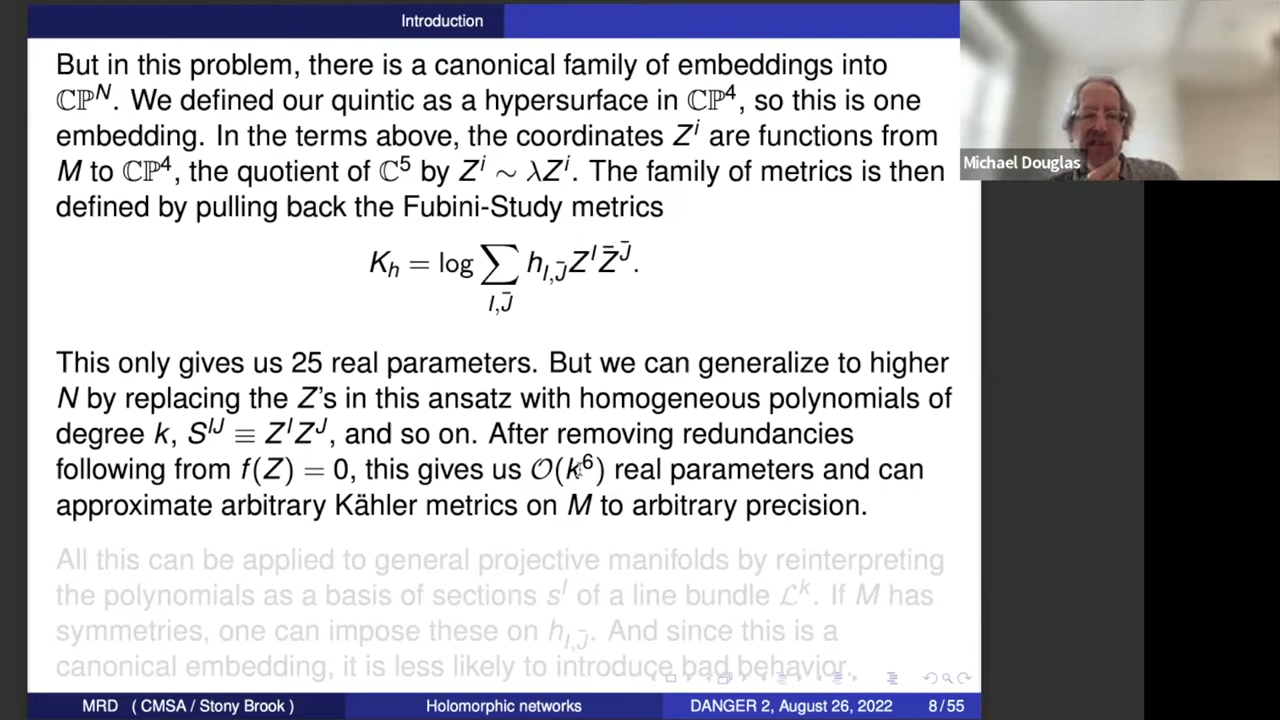 Introduction
But in this problem, there is a canonical family of embeddings into
ℂℙᴺ. We defined our quintic as a hypersurface in ℂℙ⁴, so this is one
embedding. In the terms above, the coordinates Zⁱ are functions from
M to ℂℙ⁴, the quotient of ℂ⁵ by Zⁱ ∼ λZⁱ. The family of metrics is then
defined by pulling back the Fubini-Study metrics
K_h = log ∑_{I,J̄} h_{I,J̄} Z^I Z̄^J̄.
This only gives us 25 real parameters. But we can generalize to higher
N by replacing the Z's in this ansatz with homogeneous polynomials of
degree k, S^{IJ} ≡ Z^I Z^J, and so on. After removing redundancies
following from f(Z) = 0, this gives us 𝒪(k⁶) real parameters and can
approximate arbitrary Kähler metrics on M to arbitrary precision.
All this can be applied to general projective manifolds by reinterpreting
the polynomials as a basis of sections s^I of a line bundle ℒ^k. If M has
symmetries, one can impose these on h_{I,J̄}. And since this is a
canonical embedding, it is less likely to introduce bad behavior.
MRD ( CMSA / Stony Brook )
Holomorphic networks
DANGER 2, August 26, 2022
8 / 55
Michael Douglas